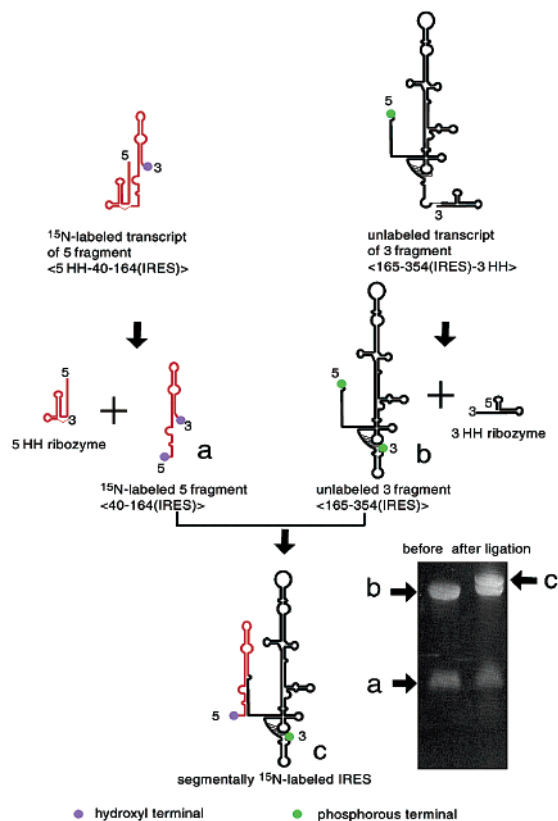 5
3
15N-labeled transcript
of 5 fragment
<5 HH-40-164(IRES)>
5
3
unlabeled transcript
of 3 fragment
<165-354(IRES)-3 HH>
5
3
5 HH ribozyme
+
3
5
a
15N-labeled 5 fragment
<40-164(IRES)>
5
3
b
unlabeled 3 fragment
<165-354(IRES)>
+
5
3
3 HH ribozyme
5
3
c
segmentally 15N-labeled IRES
before after ligation
b
c
a
hydroxyl terminal
phosphorous terminal